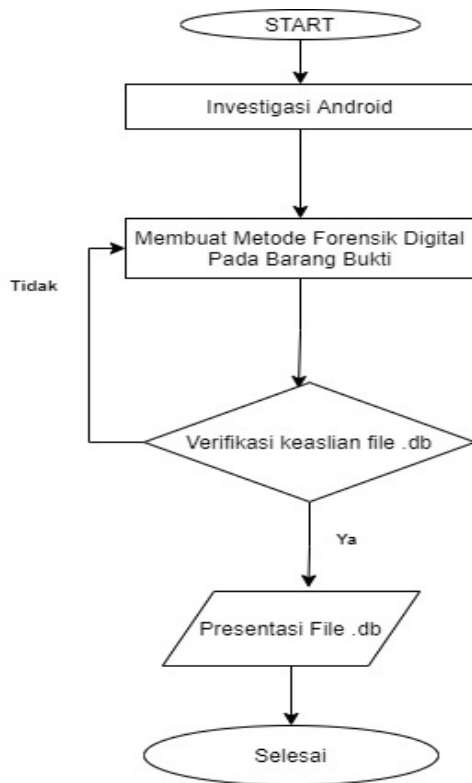 START
Investigasi Android
Membuat Metode Forensik Digital
Pada Barang Bukti
Tidak
Verifikasi keaslian file .db
Ya
Presentasi File .db
Selesai